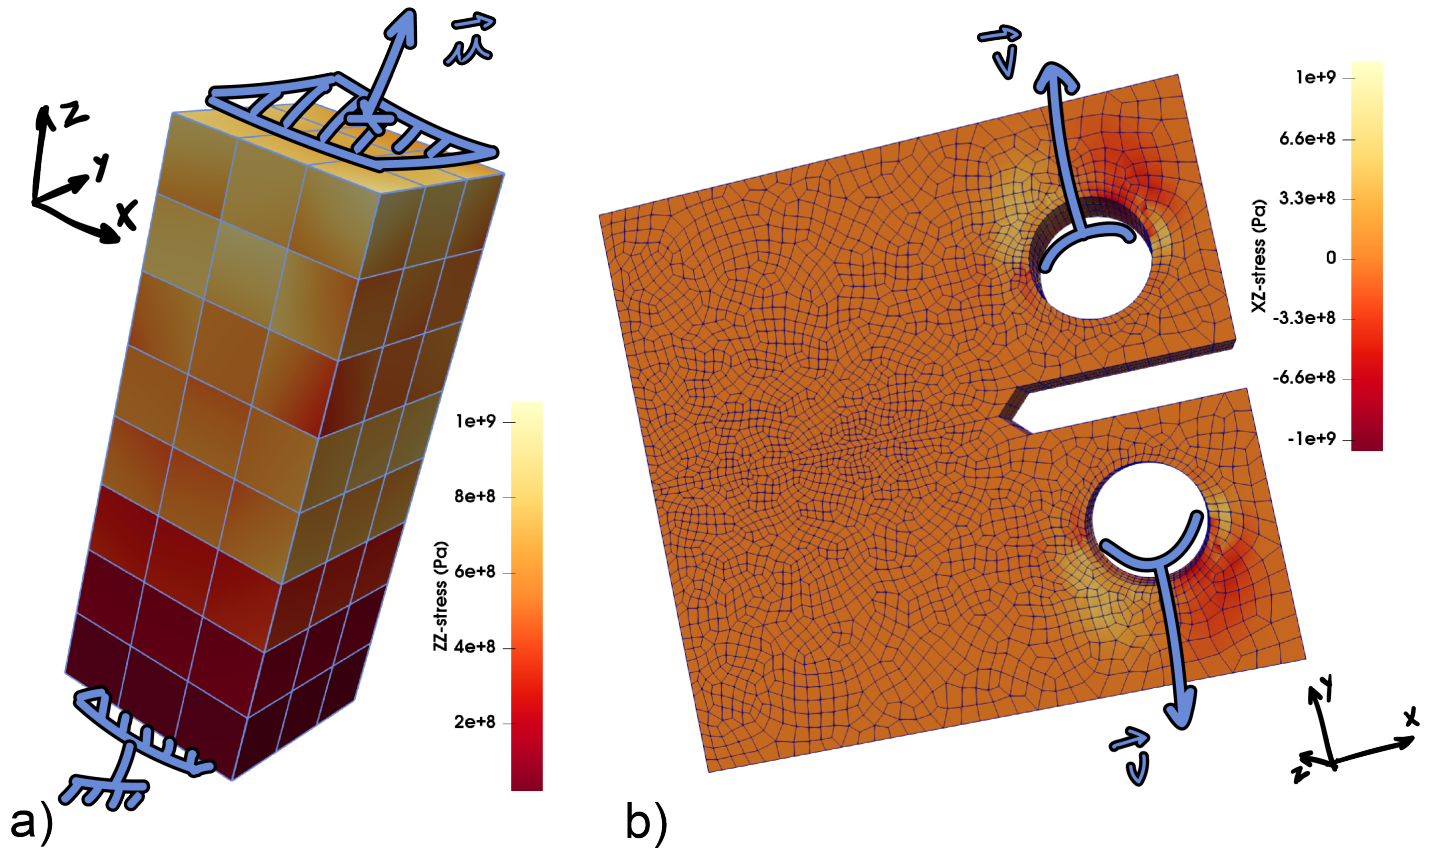 Z
Y
X
u
ZZ-stress (Pa)
1e+9
8e+8
6e+8
4e+8
2e+8
a)
v
v
XZ-stress (Pa)
1e+9
6.6e+8
3.3e+8
0
-3.3e+8
-6.6e+8
-1e+9
Y
X
Z
b)